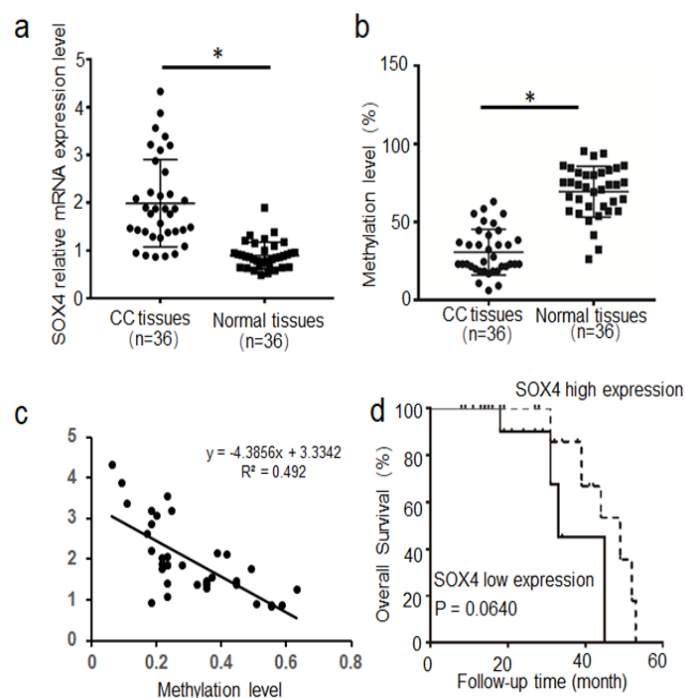 a
SOX4 relative mRNA expression level
5
4
3
2
1
0
*
CC tissues
(n=36)
Normal tissues
(n=36)
b
Methylation level (%)
150
100
50
0
*
CC tissues
(n=36)
Normal tissues
(n=36)
c
5
4
3
2
1
0
y = -4.3856x + 3.3342
R² = 0.492
0
0.2
0.4
0.6
0.8
Methylation level
d
SOX4 high expression
Overall Survival (%)
100
80
60
40
20
0
SOX4 low expression
P = 0.0640
0
20
40
60
Follow-up time (month)